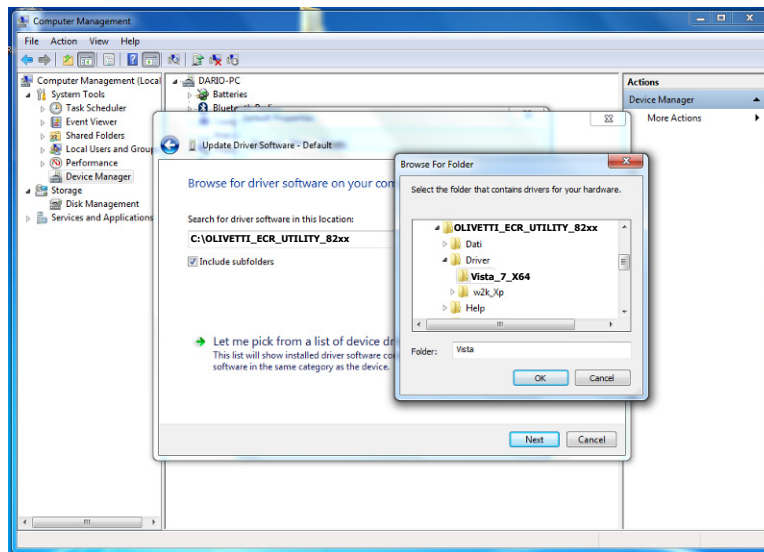 Computer Management
File Action View Help
Computer Management (Local
System Tools
Task Scheduler
Event Viewer
Shared Folders
Local Users and Group
Performance
Device Manager
Storage
Disk Management
Services and Applications
DARIO-PC
Batteries
Actions
Device Manager
More Actions
Update Driver Software - Default
Browse for driver software on your com
Search for driver software in this location:
C:\OLIVETTI_ECR_UTILITY_82xx
Include subfolders
Let me pick from a list of device dr
This list will show installed driver software co
software in the same category as the device.
Next Cancel
Browse For Folder
Select the folder that contains drivers for your hardware.
OLIVETTI_ECR_UTILITY_82xx
Dati
Driver
Vista_7_X64
w2k_Xp
Help
Folder: Vista
OK Cancel